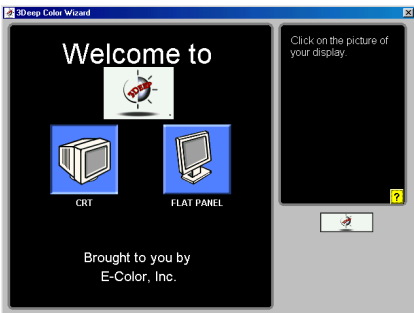 3Deep Color Wizard
Welcome to
3DEEP
CRT
FLAT PANEL
Brought to you by
E-Color, Inc.
Click on the picture of
your display.
?